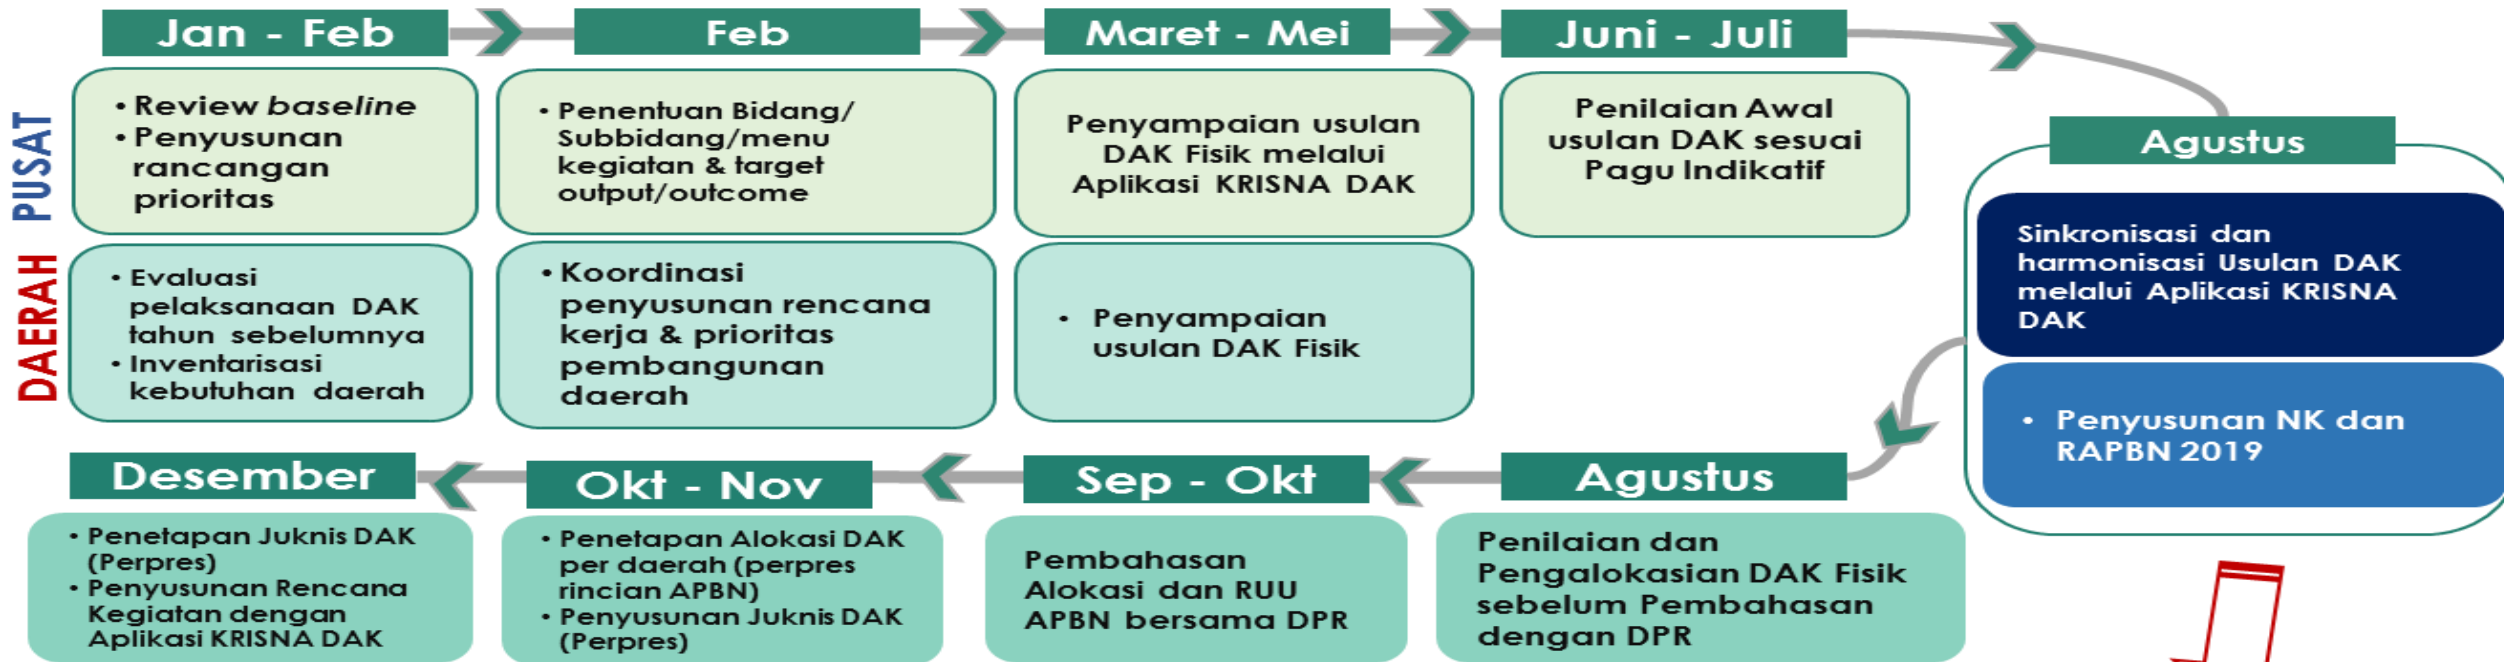 Jan - Feb
Feb
Maret - Mei
Juni - Juli
PUSAT
• Review baseline
• Penyusunan
rancangan
prioritas
• Penentuan Bidang/
Subbidang/menu
kegiatan & target
output/outcome
Penyampaian usulan
DAK Fisik melalui
Aplikasi KRISNA DAK
Penilaian Awal
usulan DAK sesuai
Pagu Indikatif
DAERAH
• Evaluasi
pelaksanaan DAK
tahun sebelumnya
• Inventarisasi
kebutuhan daerah
• Koordinasi
penyusunan rencana
kerja & prioritas
pembangunan
daerah
• Penyampaian
usulan DAK Fisik
Agustus
Sinkronisasi dan
harmonisasi Usulan DAK
melalui Aplikasi KRISNA
DAK
• Penyusunan NK dan
RAPBN 2019
Agustus
Penilaian dan
Pengalokasian DAK Fisik
sebelum Pembahasan
dengan DPR
Sep - Okt
Pembahasan
Alokasi dan RUU
APBN bersama DPR
Okt - Nov
• Penetapan Alokasi DAK
per daerah (perpres
rincian APBN)
• Penyusunan Juknis DAK
(Perpres)
Desember
• Penetapan Juknis DAK
(Perpres)
• Penyusunan Rencana
Kegiatan dengan
Aplikasi KRISNA DAK